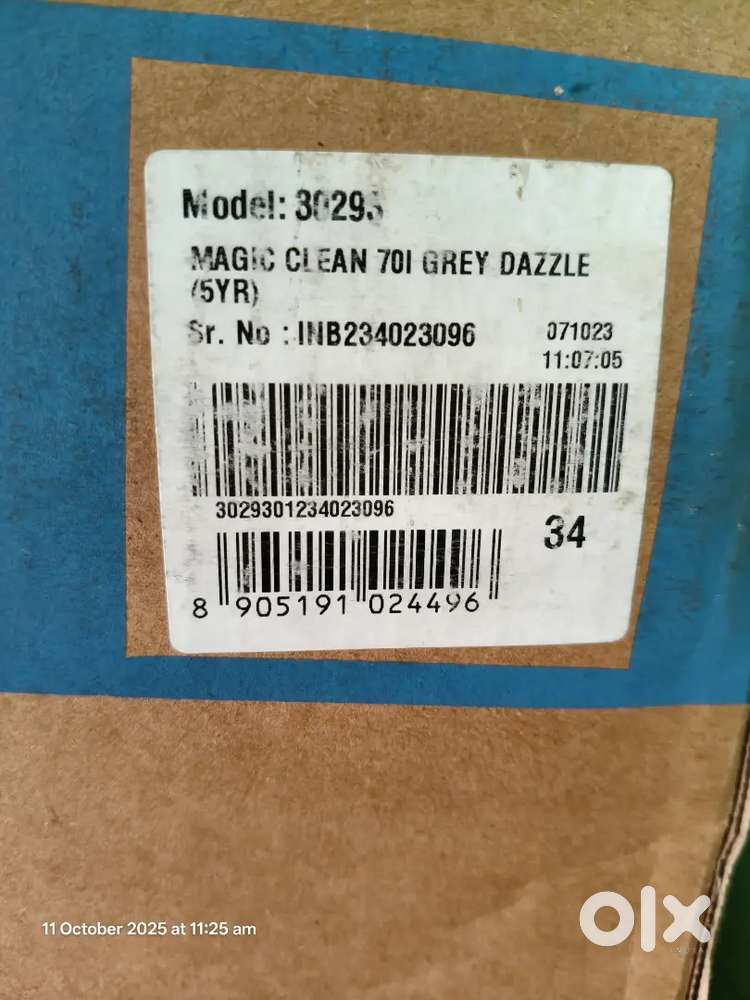 Model: 30293
MAGIC CLEAN 70I GREY DAZZLE
(5YR)
Sr. No : INB234023096
071023
11:07:05
3029301234023096
34
8 905191 024496
11 October 2025 at 11:25 am
olx